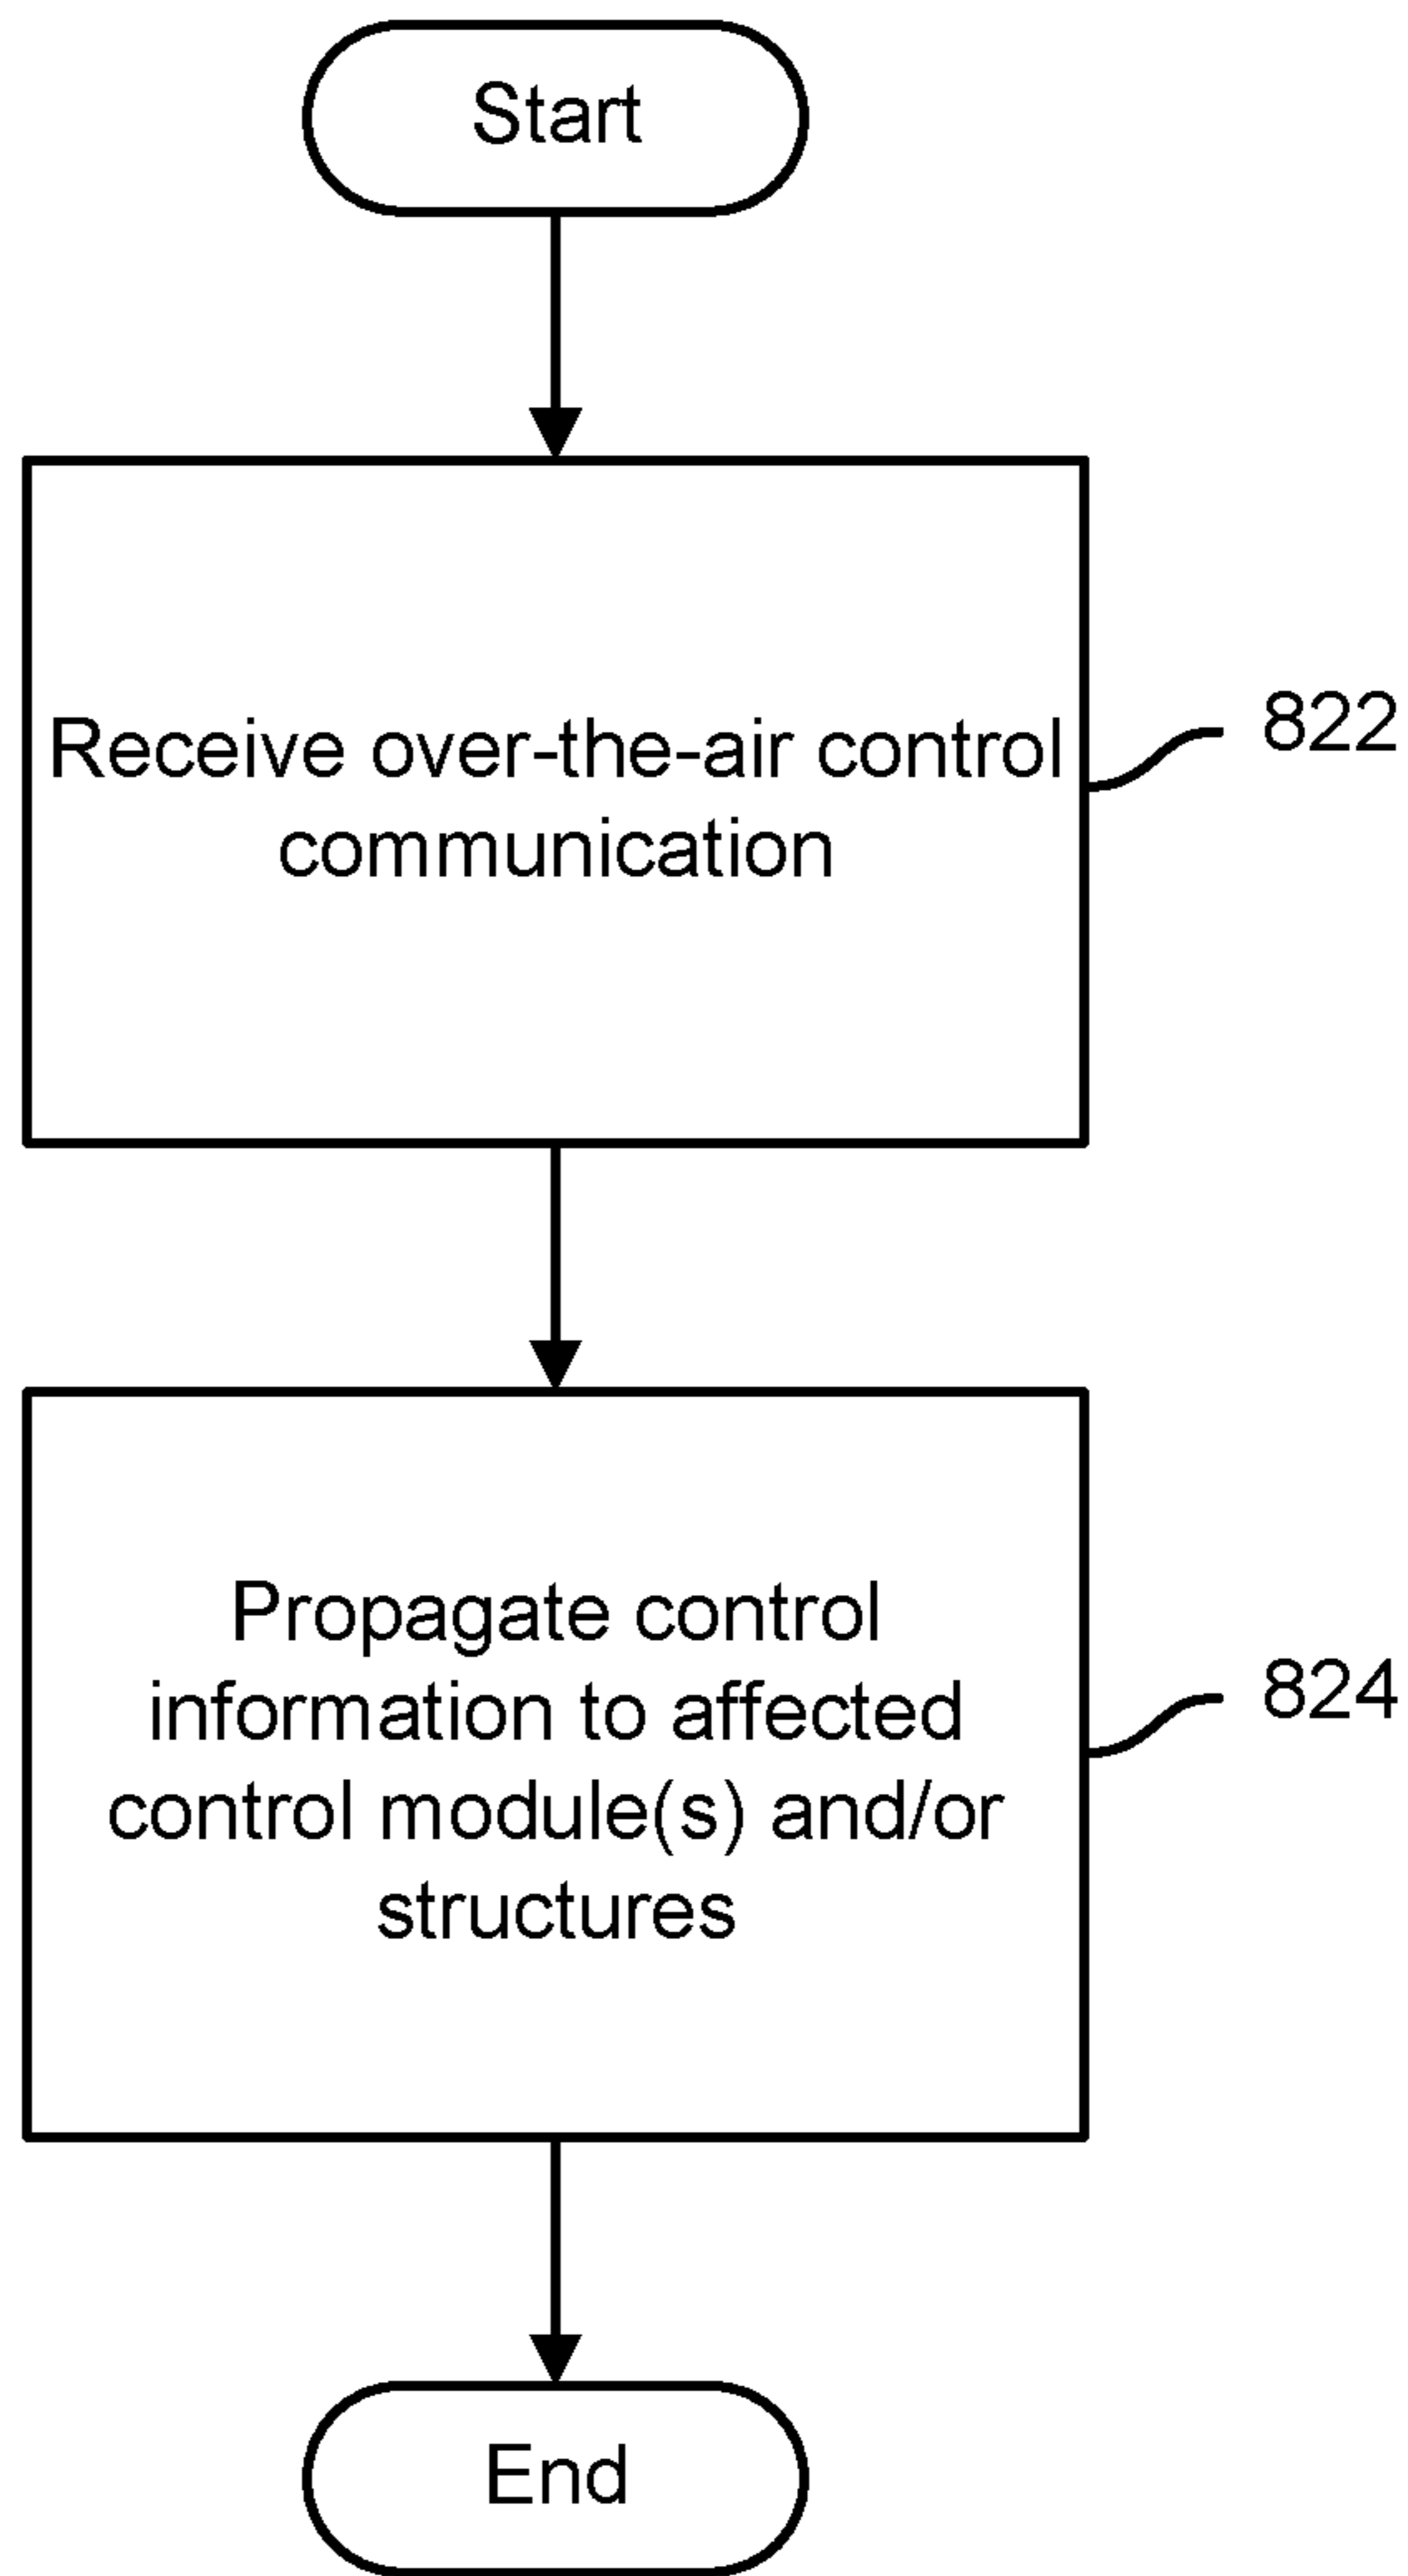 Start
Receive over-the-air control
communication
822
Propagate control
information to affected
control module(s) and/or
structures
824
End